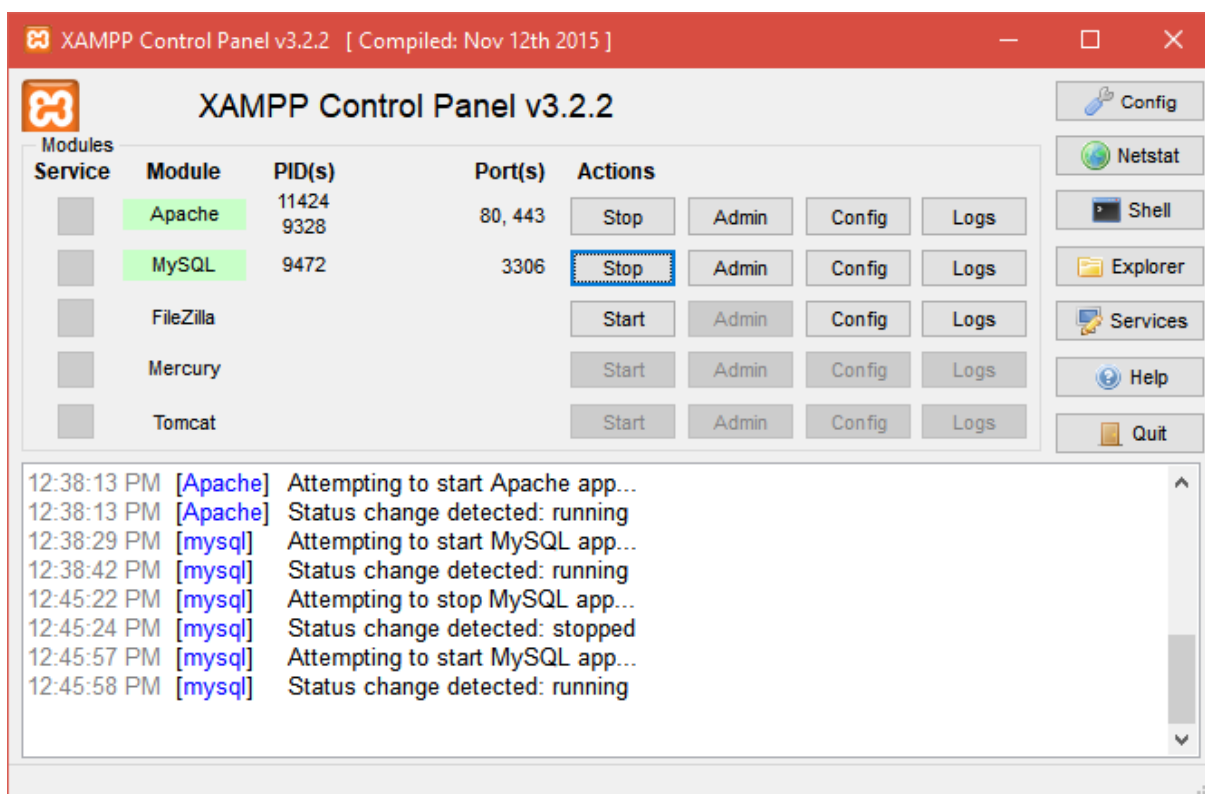 XAMPP Control Panel v3.2.2 [ Compiled: Nov 12th 2015 ]
XAMPP Control Panel v3.2.2
Config
Modules
Netstat
Service Module PID(s) Port(s) Actions
Apache 11424 9328 80, 443 Stop Admin Config Logs
Shell
MySQL 9472 3306 Stop Admin Config Logs
Explorer
FileZilla Start Admin Config Logs
Services
Mercury Start Admin Config Logs
Help
Tomcat Start Admin Config Logs
Quit
12:38:13 PM [Apache] Attempting to start Apache app...
12:38:13 PM [Apache] Status change detected: running
12:38:29 PM [mysql] Attempting to start MySQL app...
12:38:42 PM [mysql] Status change detected: running
12:45:22 PM [mysql] Attempting to stop MySQL app...
12:45:24 PM [mysql] Status change detected: stopped
12:45:57 PM [mysql] Attempting to start MySQL app...
12:45:58 PM [mysql] Status change detected: running